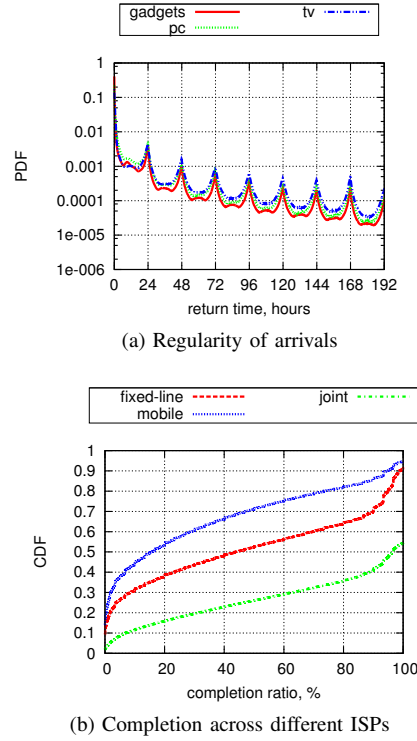 gadgets tv
pc
1
0.1
0.01
0.001
0.0001
1e-005
1e-006
PDF
0 24 48 72 96 120 144 168 192
return time, hours
(a) Regularity of arrivals
fixed-line joint
mobile
1
0.9
0.8
0.7
0.6
0.5
0.4
0.3
0.2
0.1
0
CDF
0 20 40 60 80 100
completion ratio, %
(b) Completion across different ISPs